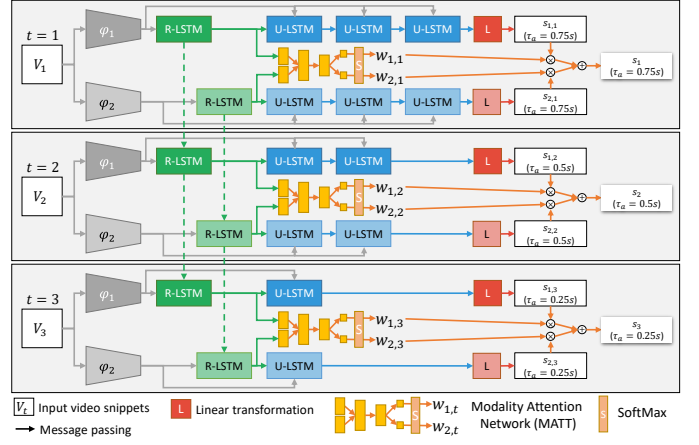 t = 1
V1
φ1
R-LSTM
U-LSTM
U-LSTM
U-LSTM
L
s1,1
(τa = 0.75s)
S
w1,1
w2,1
s1
(τa = 0.75s)
φ2
R-LSTM
U-LSTM
U-LSTM
U-LSTM
L
s2,1
(τa = 0.75s)
t = 2
V2
φ1
R-LSTM
U-LSTM
U-LSTM
L
s1,2
(τa = 0.5s)
S
w1,2
w2,2
s2
(τa = 0.5s)
φ2
R-LSTM
U-LSTM
U-LSTM
L
s2,2
(τa = 0.5s)
t = 3
V3
φ1
R-LSTM
U-LSTM
L
s1,3
(τa = 0.25s)
S
w1,3
w2,3
s3
(τa = 0.25s)
φ2
R-LSTM
U-LSTM
L
s2,3
(τa = 0.25s)
Vt Input video snippets
Message passing
L Linear transformation
S
w1,t
w2,t
Modality Attention
Network (MATT)
S SoftMax